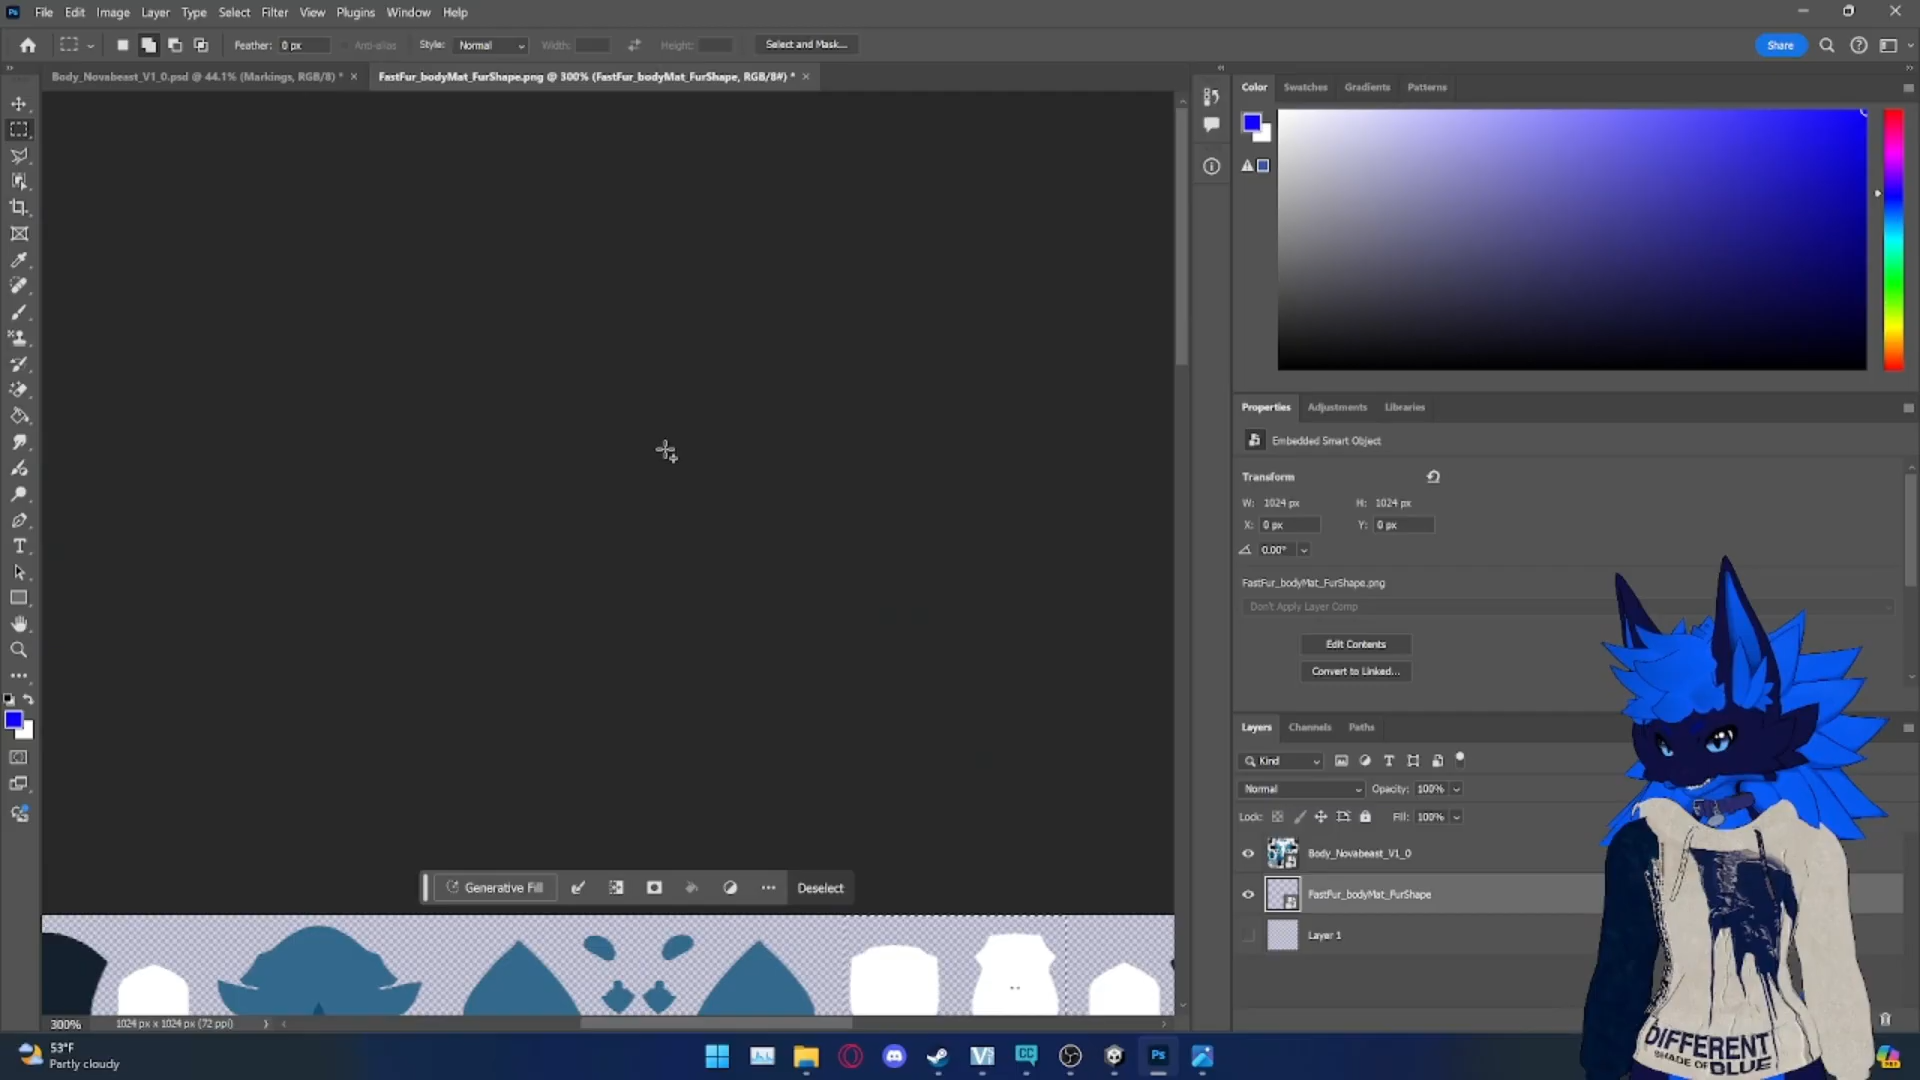 Ps File Edit Image Layer Type Select Filter View Plugins Window Help
Feather: 0 px Anti-alias Style: Normal Width: Height: Select and Mask... Share
Body_Novabeast_V1_0.psd @ 44.1% (Markings, RGB/8) * × FastFur_bodyMat_FurShape.png @ 300% (FastFur_bodyMat_FurShape, RGB/8#) * ×
Color Swatches Gradients Patterns
Properties Adjustments Libraries
Embedded Smart Object
Transform
W: 1024 px H: 1024 px
X: 0 px Y: 0 px
0.00°
FastFur_bodyMat_FurShape.png
Don't Apply Layer Comp
Edit Contents
Convert to Linked...
Layers Channels Paths
Kind
Normal Opacity: 100%
Lock: Fill: 100%
Body_Novabeast_V1_0
FastFur_bodyMat_FurShape
Layer 1
Generative Fill Deselect
300% 1024 px x 1024 px (72 ppi)
DIFFERENT
SHADE OF BLUE
53°F
Partly cloudy
CC
Ps